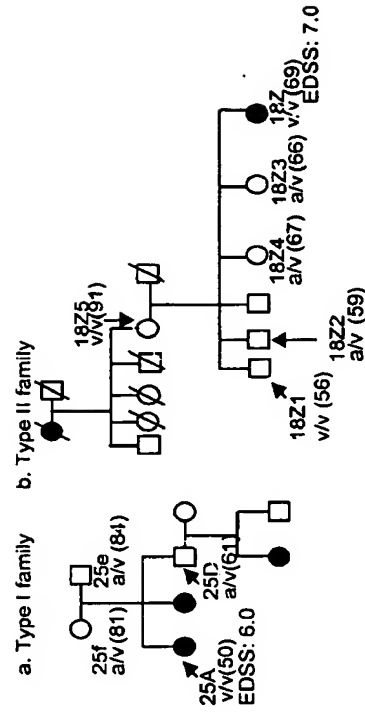 a. Type I family
25f
a/v (81)
25e
a/v (84)
25A
v/v(50)
EDSS: 6.0
25D
a/v(61)
b. Type II family
18Z5
v/v(91)
18Z1
v/v (56)
18Z2
a/v (59)
18Z4
a/v(67)
18Z3
a/v (66)
18Z
v/v(69)
EDSS: 7.0